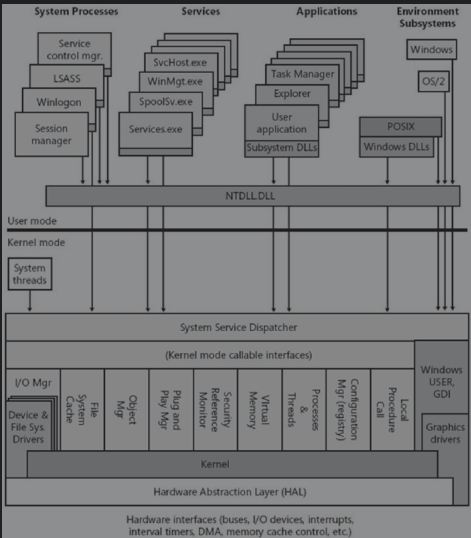 System Processes
Services
Applications
Environment
Subsystems
Service
control mgr.
LSASS
Winlogon
Session
manager
SvcHost.exe
WinMgt.exe
SpoolSv.exe
Services.exe
Task Manager
Explorer
User
application
Subsystem DLLs
Windows
OS/2
POSIX
Windows DLLs
NTDLL.DLL
User mode
Kernel mode
System
threads
System Service Dispatcher
(Kernel mode callable interfaces)
I/O Mgr
Device &
File Sys.
Drivers
File
System
Cache
Object
Mgr
Plug and
Play Mgr
Security
Reference
Monitor
Virtual
Memory
Processes
&
Threads
Configuration
Mgr (registry)
Local
Procedure
Call
Windows
USER,
GDI
Graphics
drivers
Kernel
Hardware Abstraction Layer (HAL)
Hardware interfaces (buses, I/O devices, interrupts,
interval timers, DMA, memory cache control, etc.)